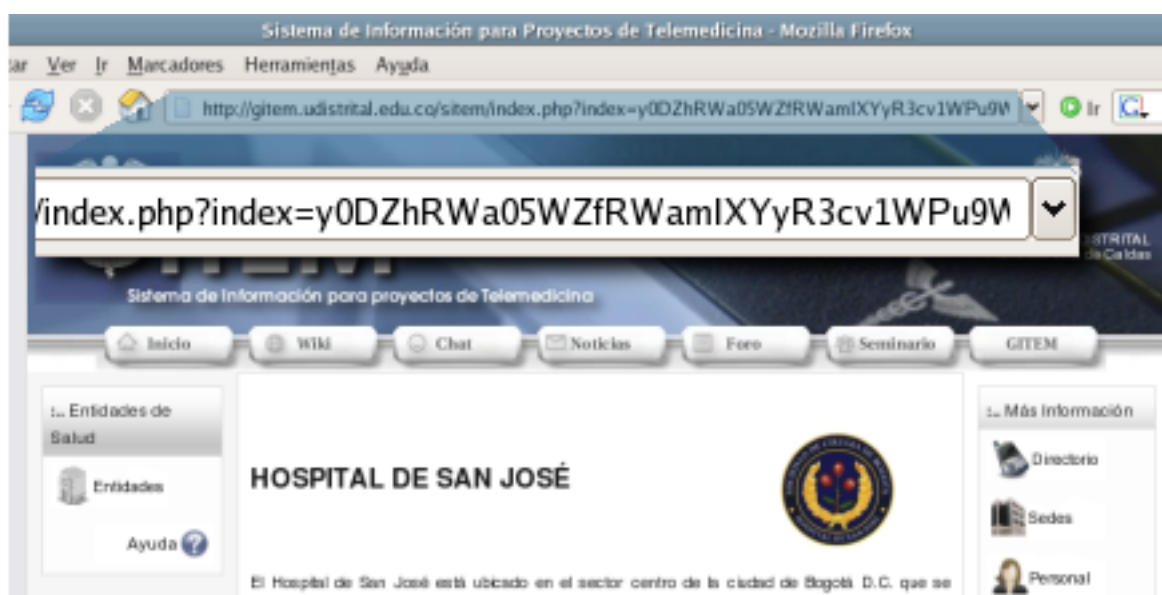 Sistema de Información para Proyectos de Telemedicina - Mozilla Firefox
Ver Ir Marcadores Herramientas Ayuda
http://gitem.udistrital.edu.co/sitem/index.php?index=y0DZhRWa05WZfRWamIXYyR3cv1WPu9W
Ir
/index.php?index=y0DZhRWa05WZfRWamIXYyR3cv1WPu9W
STRITAL
de Caldas
Sistema de Información para proyectos de Telemedicina
Inicio Wiki Chat Noticias Foro Seminario GITEM
:.. Entidades de
Salud
Entidades
Ayuda
HOSPITAL DE SAN JOSÉ
El Hospital de San José está ubicado en el sector centro de la ciudad de Bogotá D.C. que se
:.. Más Información
Directorio
Sedes
Personal